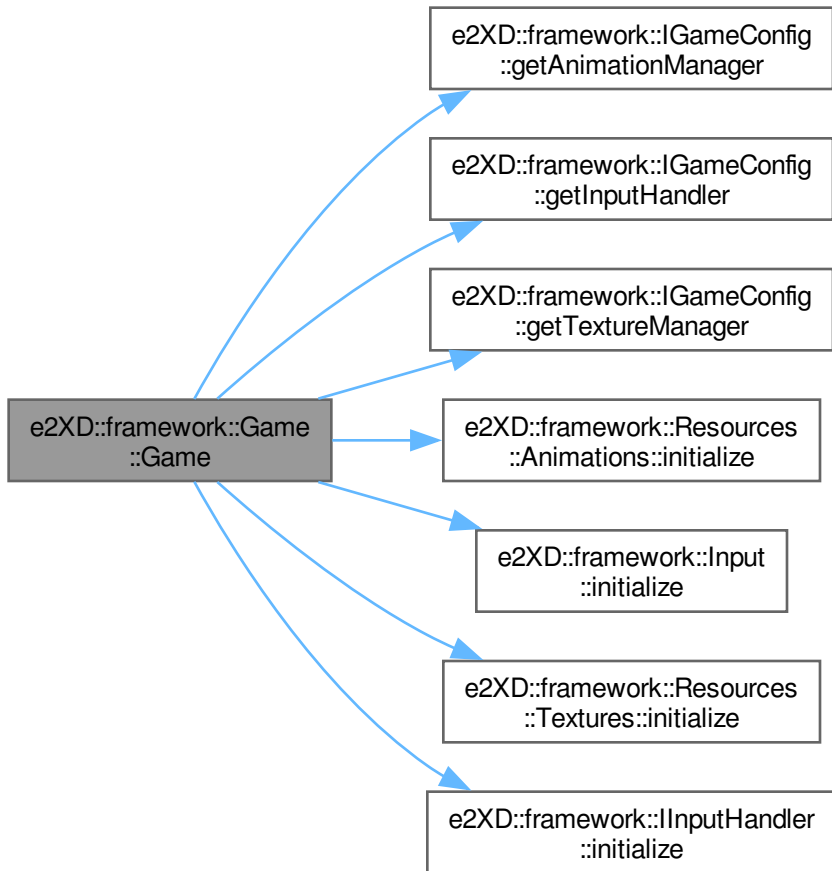 e2XD::framework::IGameConfig
::getAnimationManager
e2XD::framework::IGameConfig
::getInputHandler
e2XD::framework::IGameConfig
::getTextureManager
e2XD::framework::Game
::Game
e2XD::framework::Resources
::Animations::initialize
e2XD::framework::Input
::initialize
e2XD::framework::Resources
::Textures::initialize
e2XD::framework::IInputHandler
::initialize